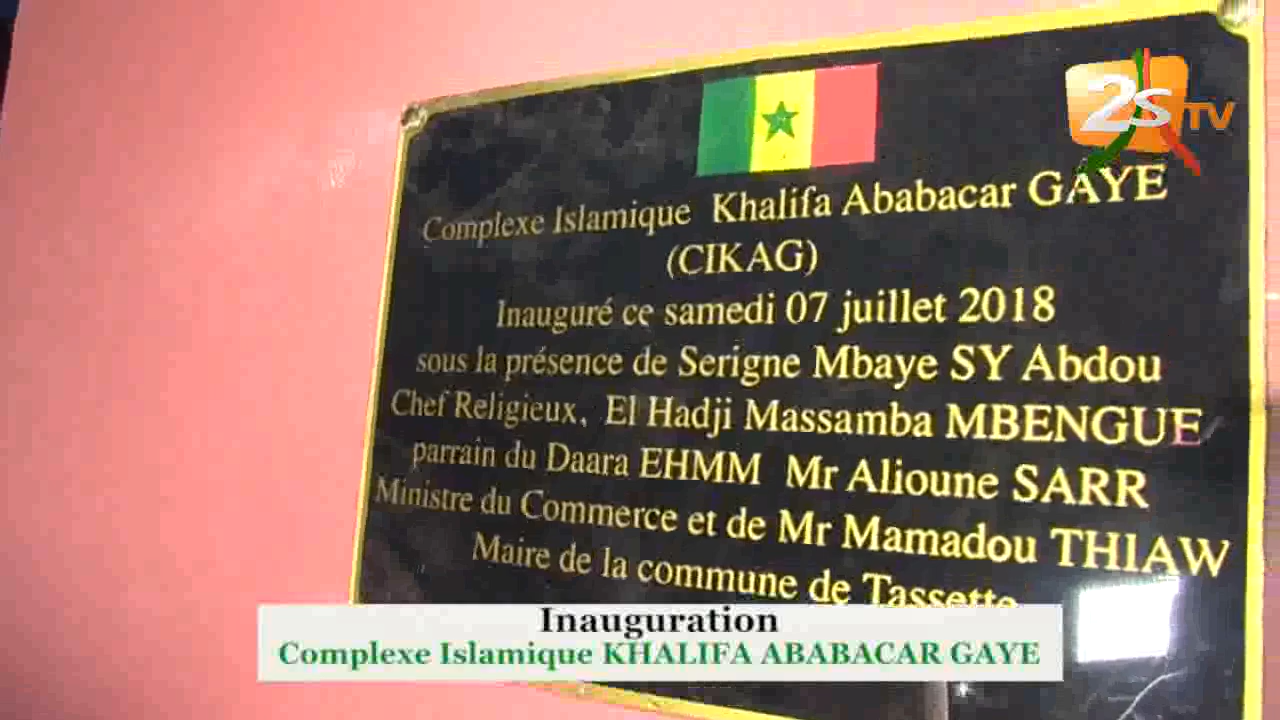 2s TV
Complexe Islamique Khalifa Ababacar GAYE
(CIKAG)
Inauguré ce samedi 07 juillet 2018
sous la présence de Serigne Mbaye SY Abdou
Chef Religieux, El Hadji Massamba MBENGUE
parrain du Daara EHMM Mr Alioune SARR
Ministre du Commerce et de Mr Mamadou THIAW
Maire de la commune de Tassette
Inauguration
Complexe Islamique KHALIFA ABABACAR GAYE